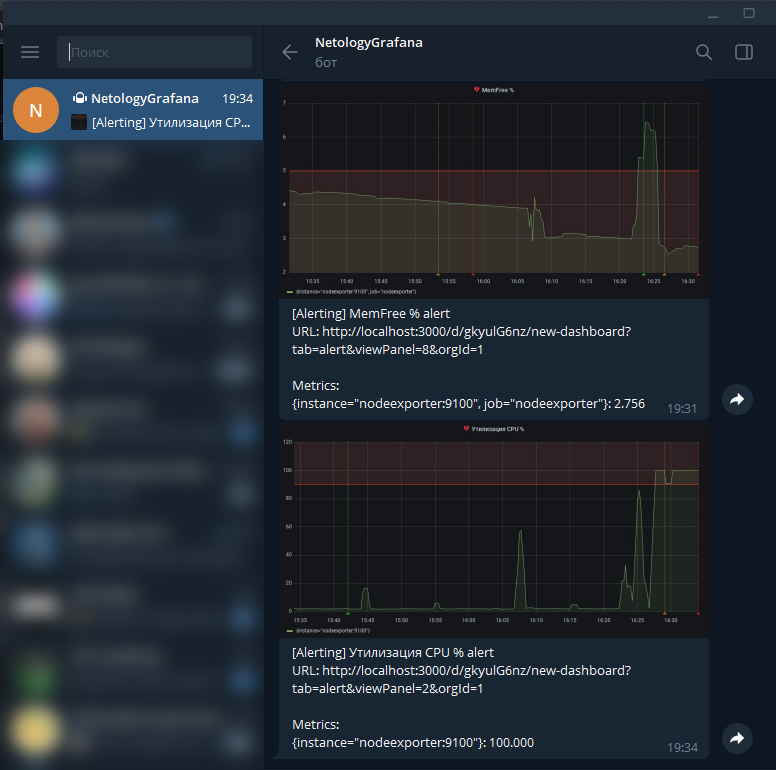 Поиск
NetologyGrafana 19:34
[Alerting] Утилизация CP...
N
NetologyGrafana
бот
MemFree %
7
6
5
4
3
2
15:35 15:40 15:45 15:50 15:55 16:00 16:05 16:10 16:15 16:20 16:25 16:30
{instance="nodeexporter:9100", job="nodeexporter"}
[Alerting] MemFree % alert
URL: http://localhost:3000/d/gkyulG6nz/new-dashboard?
tab=alert&viewPanel=8&orgId=1
Metrics:
{instance="nodeexporter:9100", job="nodeexporter"}: 2.756
19:31
Утилизация CPU %
120
100
80
60
40
20
0
15:35 15:40 15:45 15:50 15:55 16:00 16:05 16:10 16:15 16:20 16:25 16:30
{instance="nodeexporter:9100"}
[Alerting] Утилизация CPU % alert
URL: http://localhost:3000/d/gkyulG6nz/new-dashboard?
tab=alert&viewPanel=2&orgId=1
Metrics:
{instance="nodeexporter:9100"}: 100.000
19:34